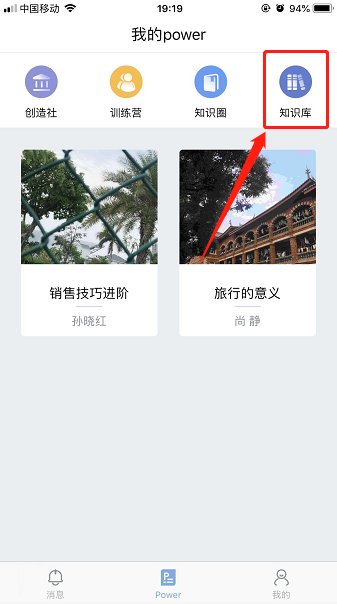 中国移动 19:19 94%
我的power
创造社 训练营 知识圈 知识库
销售技巧进阶 旅行的意义
孙晓红 尚 静
消息 Power 我的